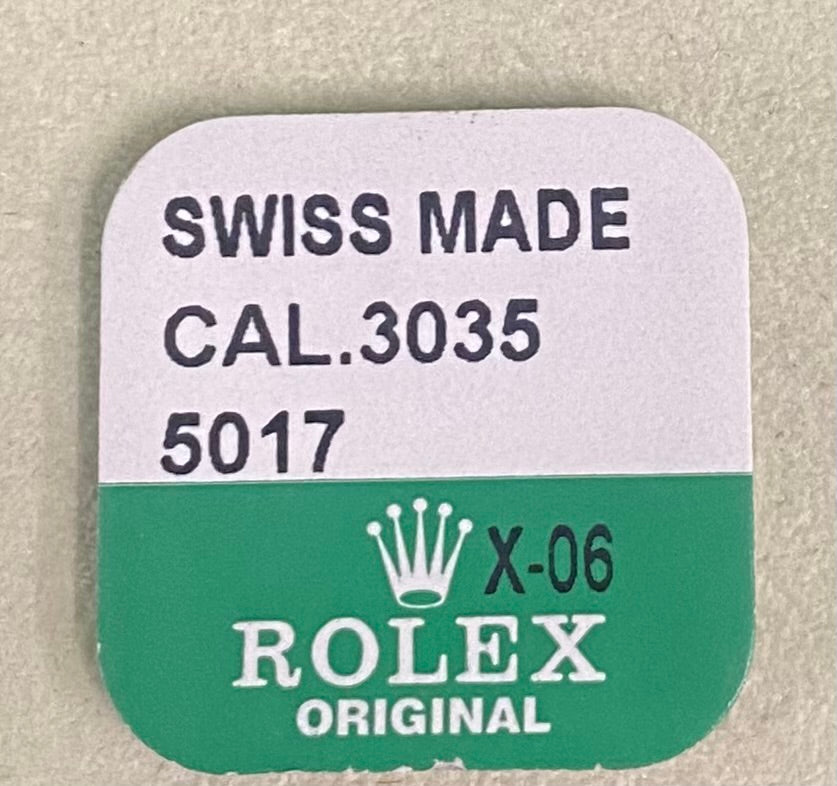 SWISS MADE
CAL.3035
5017
X-06
ROLEX
ORIGINAL